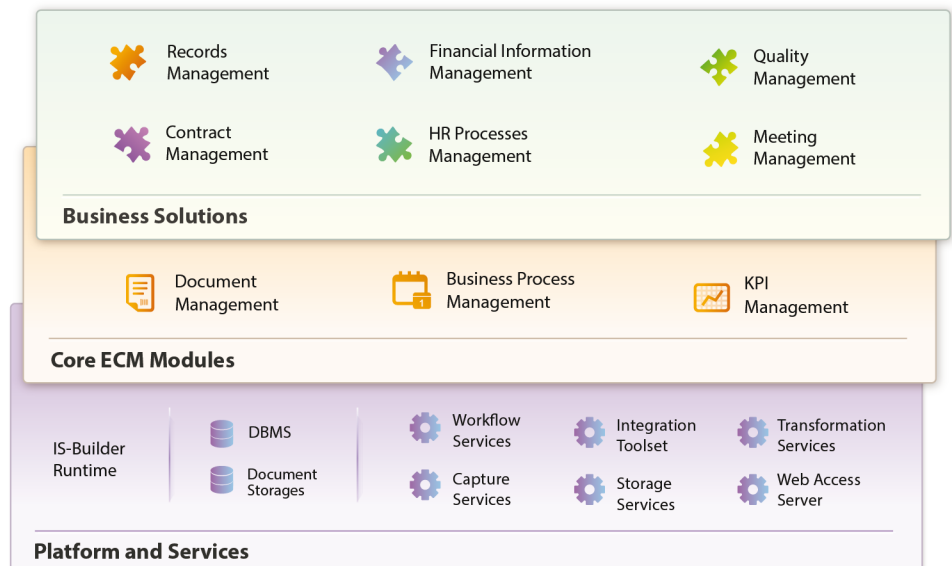 Records
Management
Financial Information
Management
Quality
Management
Contract
Management
HR Processes
Management
Meeting
Management
Business Solutions
Document
Management
Business Process
Management
1
KPI
Management
Core ECM Modules
IS-Builder
Runtime
DBMS
Document
Storages
Workflow
Services
Integration
Toolset
Transformation
Services
Capture
Services
Storage
Services
Web Access
Server
Platform and Services